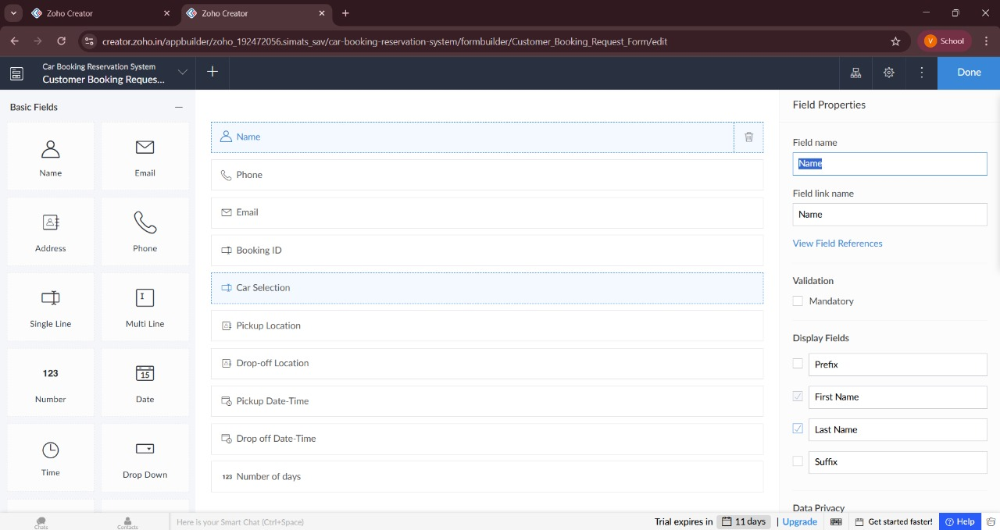 Zoho Creator
Zoho Creator
creator.zoho.in/appbuilder/zoho_192472056.simats_sav/car-booking-reservation-system/formbuilder/Customer_Booking_Request_Form/edit
V School
Car Booking Reservation System
Customer Booking Reques...
Done
Basic Fields
Name
Email
Address
Phone
Single Line
Multi Line
123
Number
15
Date
Time
Drop Down
Name
Phone
Email
Booking ID
Car Selection
Pickup Location
Drop-off Location
Pickup Date-Time
Drop off Date-Time
123 Number of days
Field Properties
Field name
Name
Field link name
Name
View Field References
Validation
Mandatory
Display Fields
Prefix
First Name
Last Name
Suffix
Data Privacy
Chats
Contacts
Here is your Smart Chat (Ctrl+Space)
Trial expires in 11 days | Upgrade
Get started faster!
Help